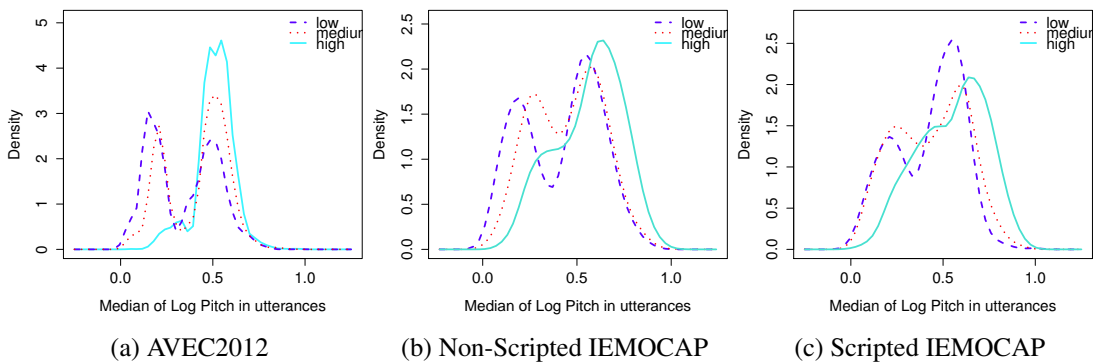 5
4
3
2
1
0
Density
low
medium
high
0.0 0.5 1.0
Median of Log Pitch in utterances
(a) AVEC2012
2.5
2.0
1.5
1.0
0.5
0.0
Density
low
medium
high
0.0 0.5 1.0
Median of Log Pitch in utterances
(b) Non-Scripted IEMOCAP
2.5
2.0
1.5
1.0
0.5
0.0
Density
low
medium
high
0.0 0.5 1.0
Median of Log Pitch in utterances
(c) Scripted IEMOCAP